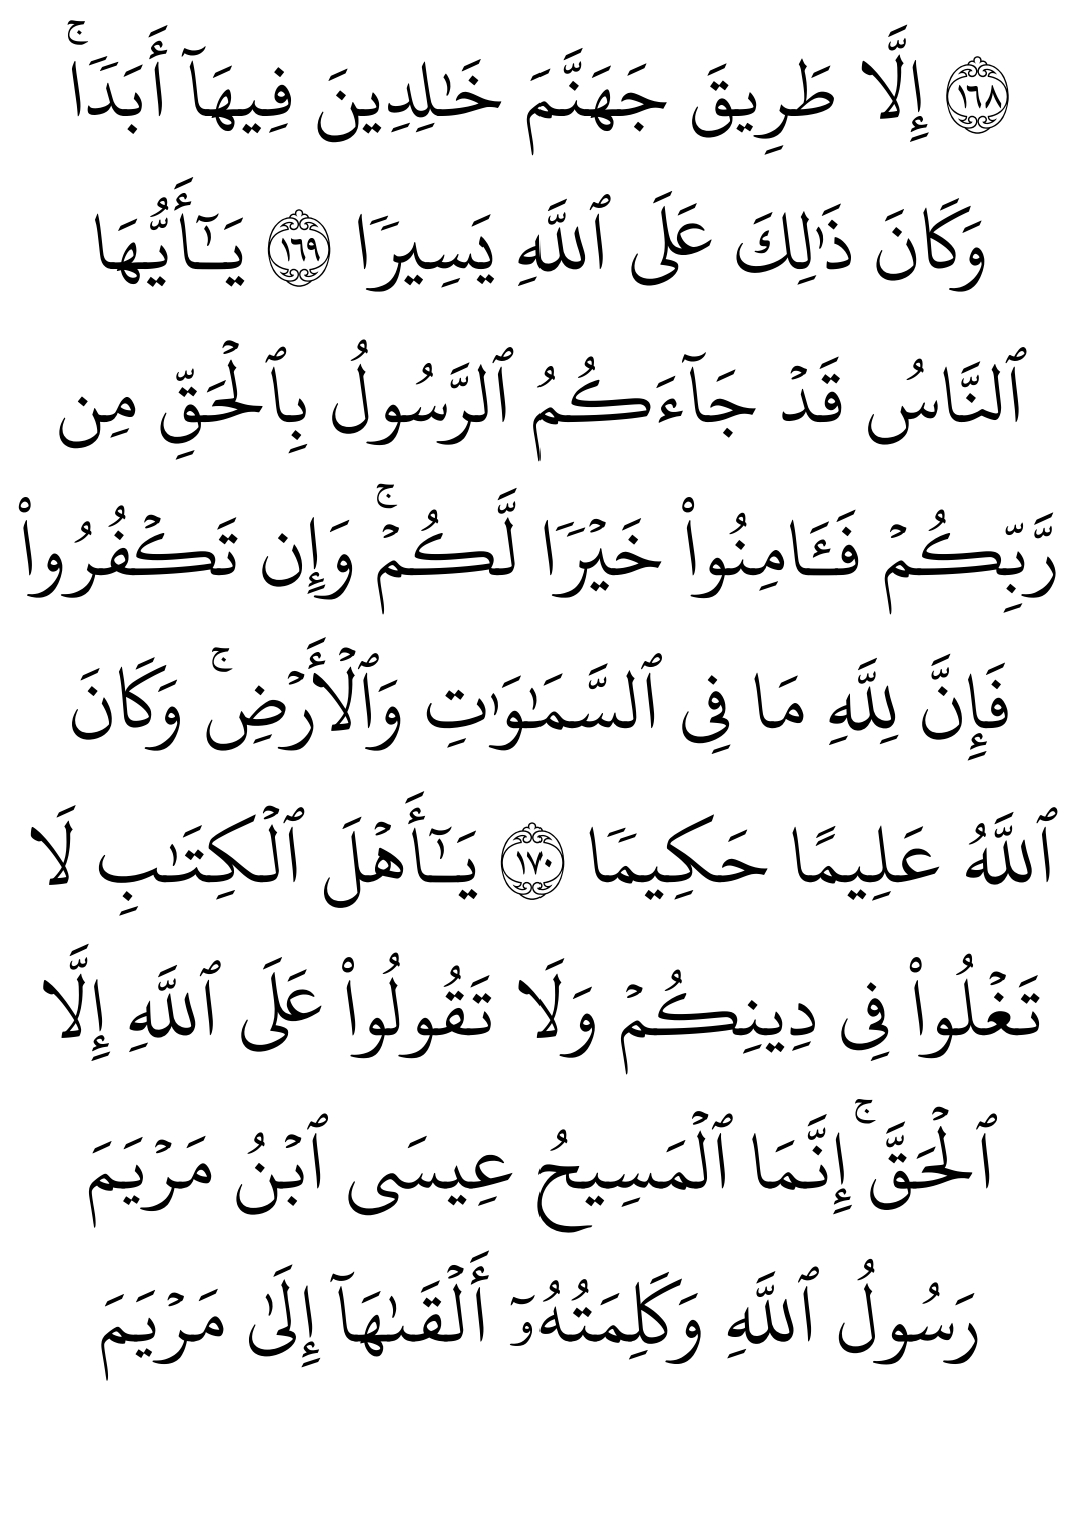 ۝١٦٨ إِلَّا طَرِيقَ جَهَنَّمَ خَـٰلِدِينَ فِيهَآ أَبَدٗاۚ
وَكَانَ ذَٰلِكَ عَلَى ٱللَّهِ يَسِيرٗا ۝١٦٩ يَـٰٓأَيُّهَا
ٱلنَّاسُ قَدۡ جَآءَكُمُ ٱلرَّسُولُ بِٱلۡحَقِّ مِن
رَّبِّكُمۡ فَـَٔامِنُواْ خَيۡرٗا لَّكُمۡۚ وَإِن تَكۡفُرُواْ
فَإِنَّ لِلَّهِ مَا فِي ٱلسَّمَـٰوَٰتِ وَٱلۡأَرۡضِۚ وَكَانَ
ٱللَّهُ عَلِيمًا حَكِيمٗا ۝١٧٠ يَـٰٓأَهۡلَ ٱلۡكِتَـٰبِ لَا
تَغۡلُواْ فِي دِينِكُمۡ وَلَا تَقُولُواْ عَلَى ٱللَّهِ إِلَّا
ٱلۡحَقَّۚ إِنَّمَا ٱلۡمَسِيحُ عِيسَى ٱبۡنُ مَرۡيَمَ
رَسُولُ ٱللَّهِ وَكَلِمَتُهُۥٓ أَلۡقَىٰهَآ إِلَىٰ مَرۡيَمَ